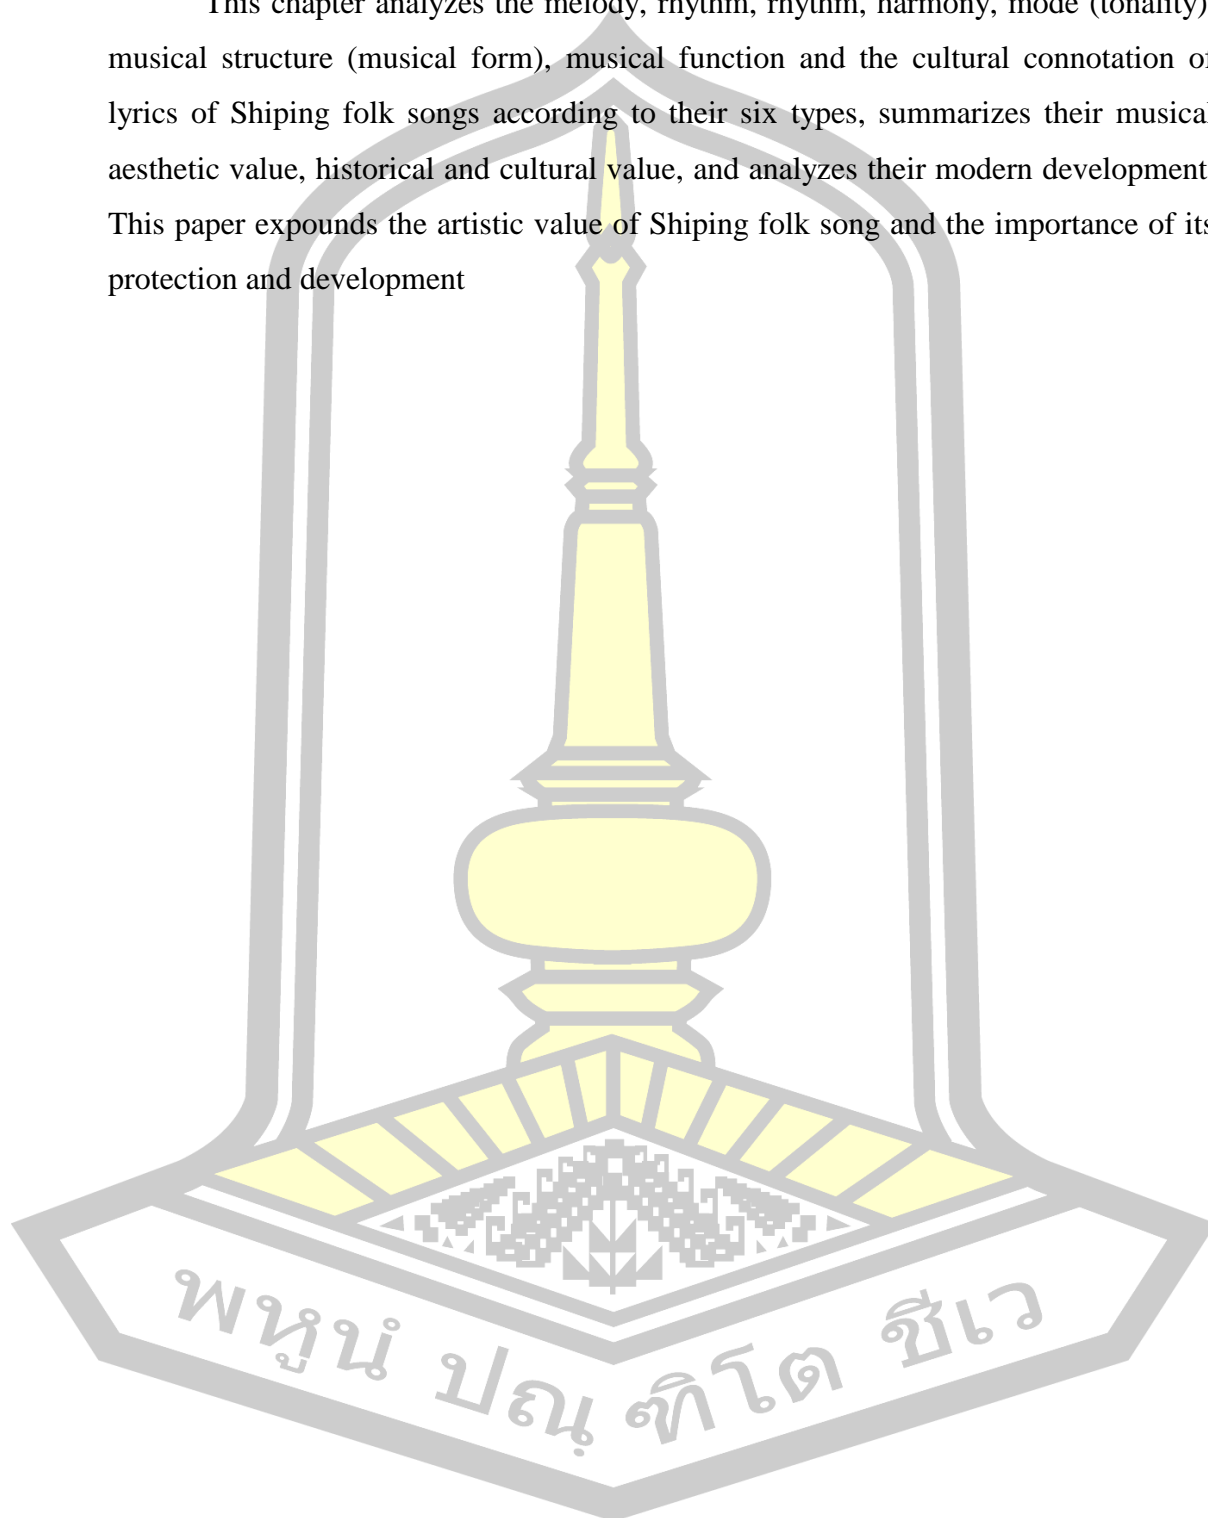 This chapter analyzes the melody, rhythm, rhythm, harmony, mode (tonality)
musical structure (musical form), musical function and the cultural connotation of
lyrics of Shiping folk songs according to their six types, summarizes their musical
aesthetic value, historical and cultural value, and analyzes their modern development
This paper expounds the artistic value of Shiping folk song and the importance of its
protection and development
พหูนํ ปณฺฑิโต ชีเว